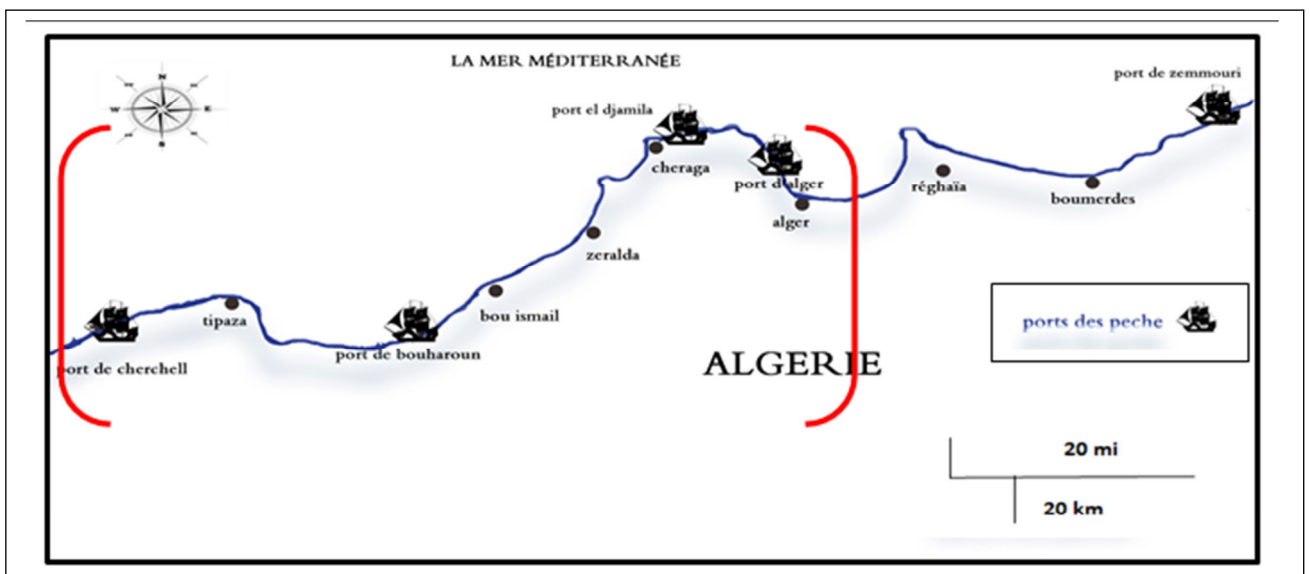 LA MER MÉDITERRANÉE
port de zemmouri
N
W
E
S
port el djamila
cheraga
port d'alger
réghaïa
boumerdes
alger
zeralda
bou ismail
tipaza
port de bouharoun
port de cherchell
ALGERIE
ports des peche
20 mi
20 km